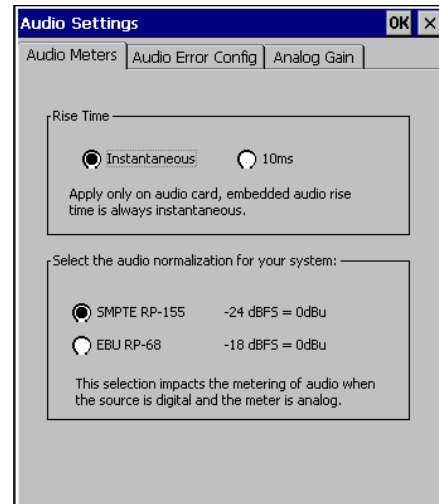 Audio Settings OK ×
Audio Meters Audio Error Config Analog Gain
Rise Time
Instantaneous 10ms
Apply only on audio card, embedded audio rise
time is always instantaneous.
Select the audio normalization for your system:
SMPTE RP-155 -24 dBFS = 0dBu
EBU RP-68 -18 dBFS = 0dBu
This selection impacts the metering of audio when
the source is digital and the meter is analog.